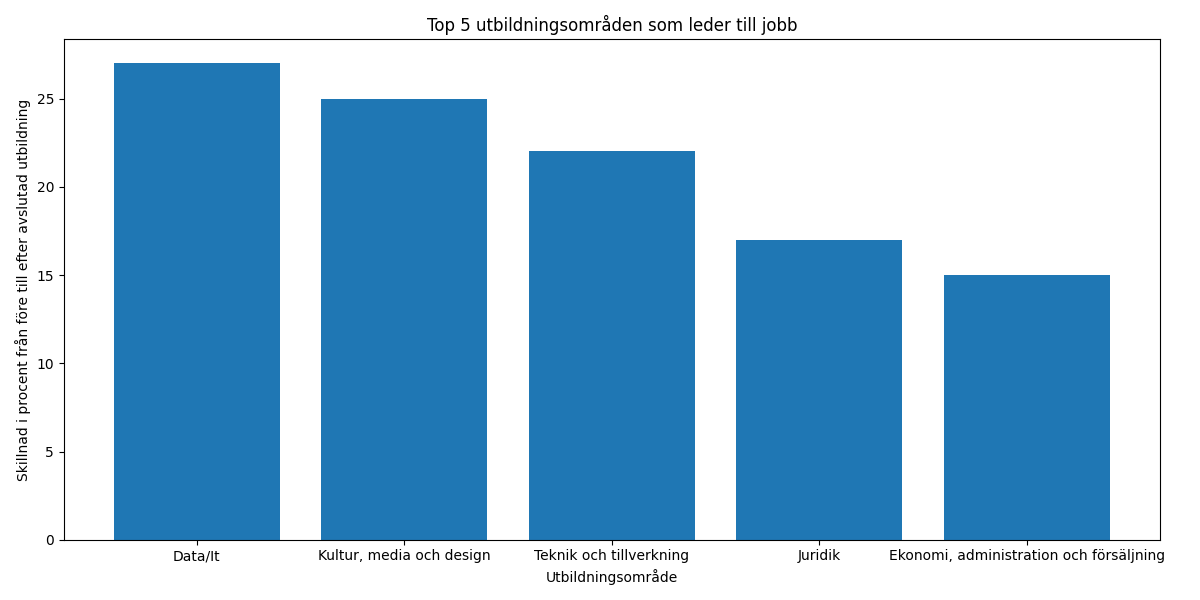 Top 5 utbildningsområden som leder till jobb
Skillnad i procent från före till efter avslutad utbildning
25
20
15
10
5
0
Data/It
Kultur, media och design
Teknik och tillverkning
Juridik
Ekonomi, administration och försäljning
Utbildningsområde